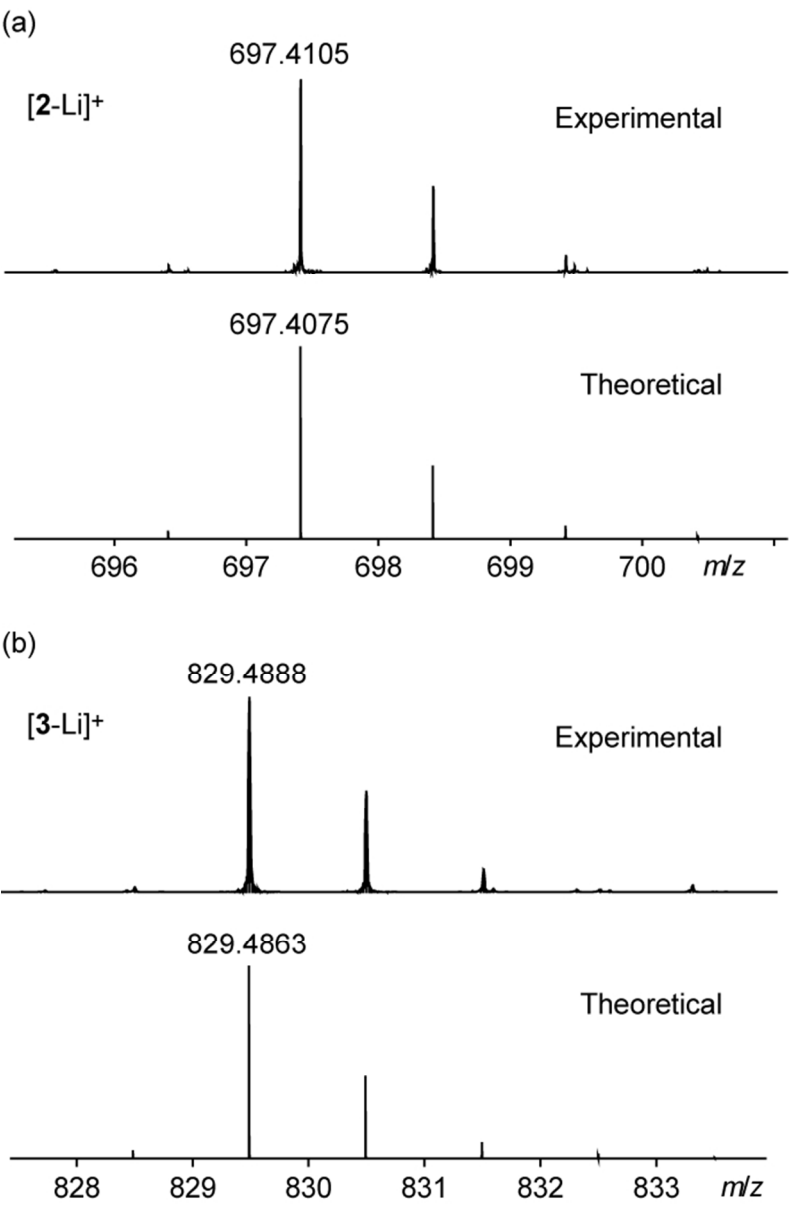 (a)
697.4105
[2-Li]+
Experimental
697.4075
Theoretical
696 697 698 699 700 m/z
(b)
829.4888
[3-Li]+
Experimental
829.4863
Theoretical
828 829 830 831 832 833 m/z